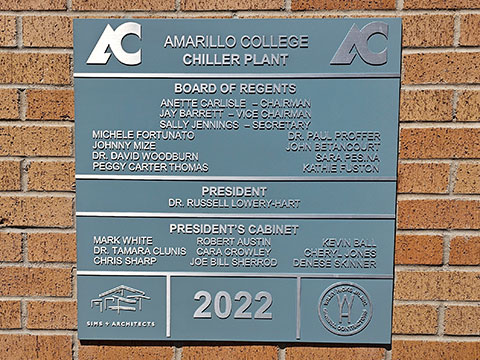 AC AMARILLO COLLEGE AC
CHILLER PLANT
BOARD OF REGENTS
ANETTE CARLISLE – CHAIRMAN
JAY BARRETT – VICE CHAIRMAN
SALLY JENNINGS – SECRETARY
MICHELE FORTUNATO DR. PAUL PROFFER
JOHNNY MIZE JOHN BETANCOURT
DR. DAVID WOODBURN SARA PESINA
PEGGY CARTER THOMAS KATHIE FUSTON
PRESIDENT
DR. RUSSELL LOWERY-HART
PRESIDENT'S CABINET
MARK WHITE ROBERT AUSTIN KEVIN BALL
DR. TAMARA CLUNIS CARA CROWLEY CHERYL JONES
CHRIS SHARP JOE BILL SHERROD DENESE SKINNER
SIMS + ARCHITECTS
2022
W